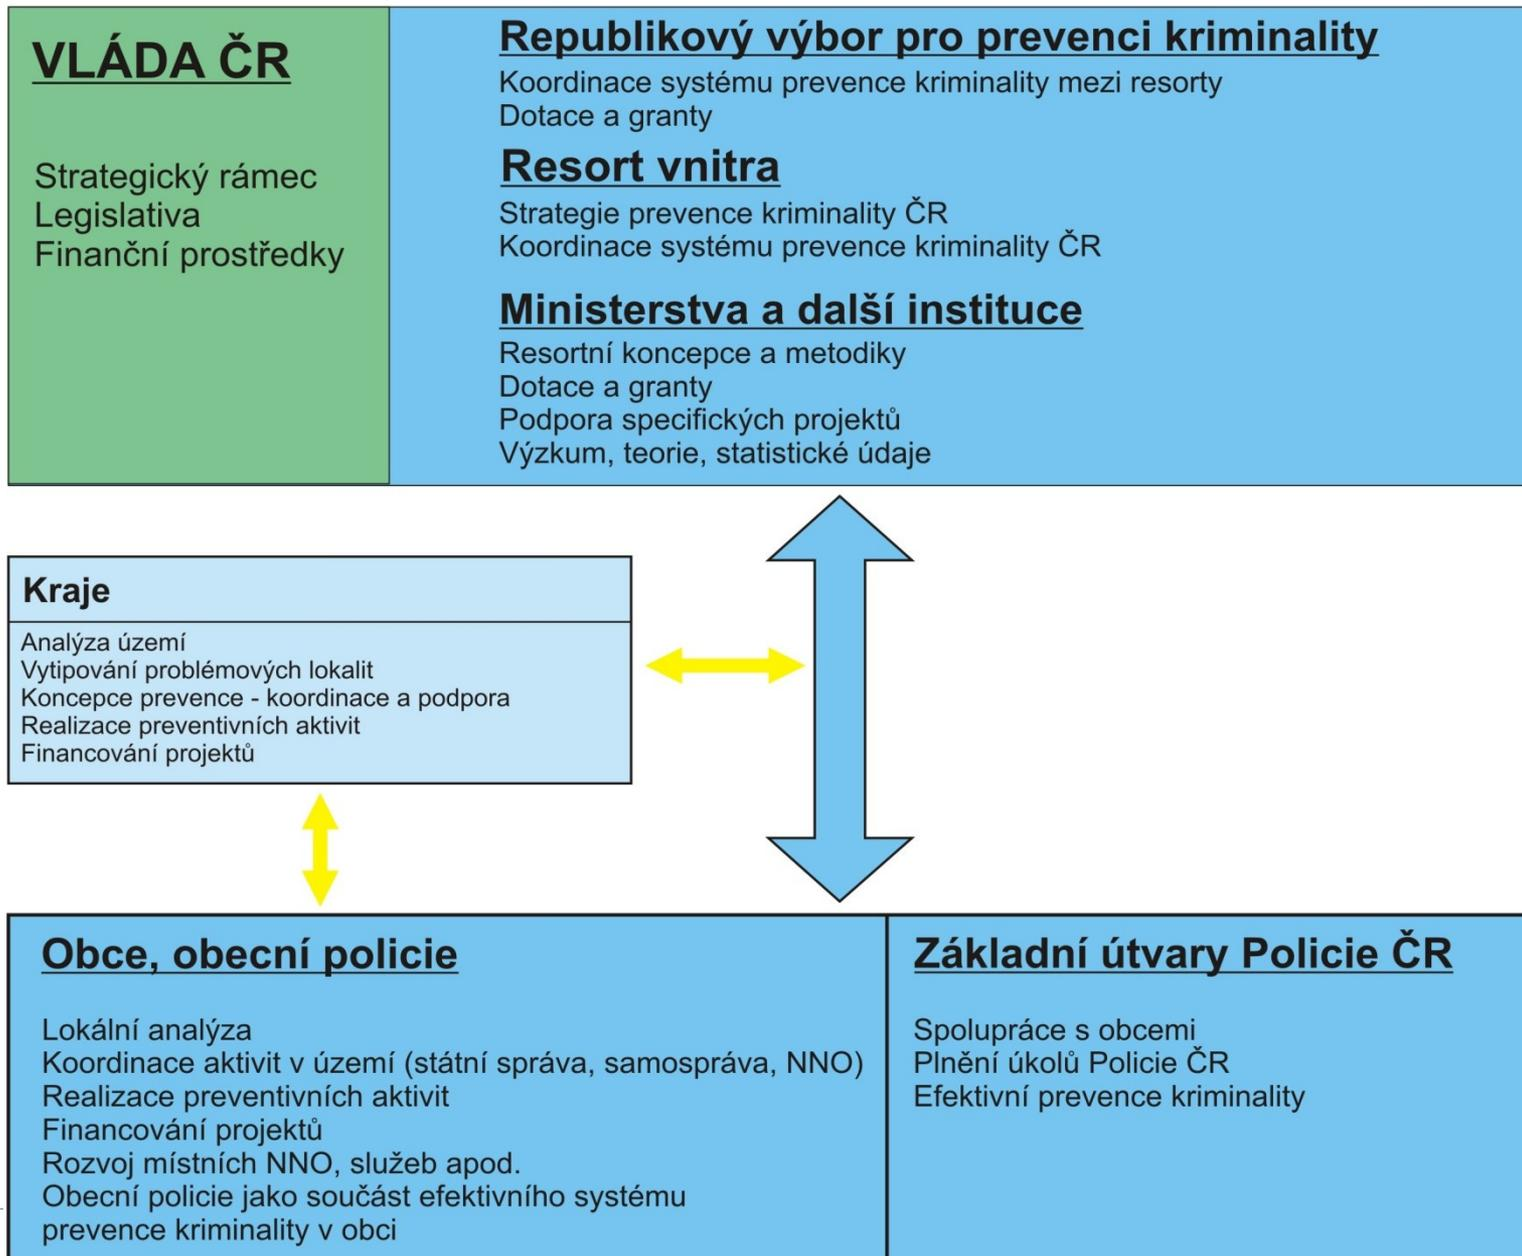 VLÁDA ČR
Strategický rámec
Legislativa
Finanční prostředky
Republikový výbor pro prevenci kriminality
Koordinace systému prevence kriminality mezi resorty
Dotace a granty
Resort vnitra
Strategie prevence kriminality ČR
Koordinace systému prevence kriminality ČR
Ministerstva a další instituce
Resortní koncepce a metodiky
Dotace a granty
Podpora specifických projektů
Výzkum, teorie, statistické údaje
Kraje
Analýza území
Vytipování problémových lokalit
Koncepce prevence - koordinace a podpora
Realizace preventivních aktivit
Financování projektů
Obce, obecní policie
Lokální analýza
Koordinace aktivit v území (státní správa, samospráva, NNO)
Realizace preventivních aktivit
Financování projektů
Rozvoj místních NNO, služeb apod.
Obecní policie jako součást efektivního systému
prevence kriminality v obci
Základní útvary Policie ČR
Spolupráce s obcemi
Plnění úkolů Policie ČR
Efektivní prevence kriminality